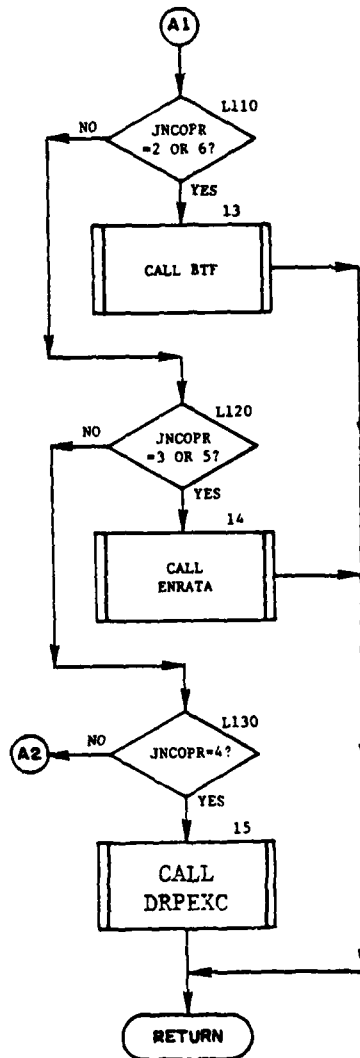 A1
L110
NO
JNCOPR
=2 OR 6?
YES
13
CALL BTF
L120
NO
JNCOPR
=3 OR 5?
YES
14
CALL
ENRATA
L130
A2
NO
JNCOPR=4?
YES
15
CALL
DRPEXC
RETURN